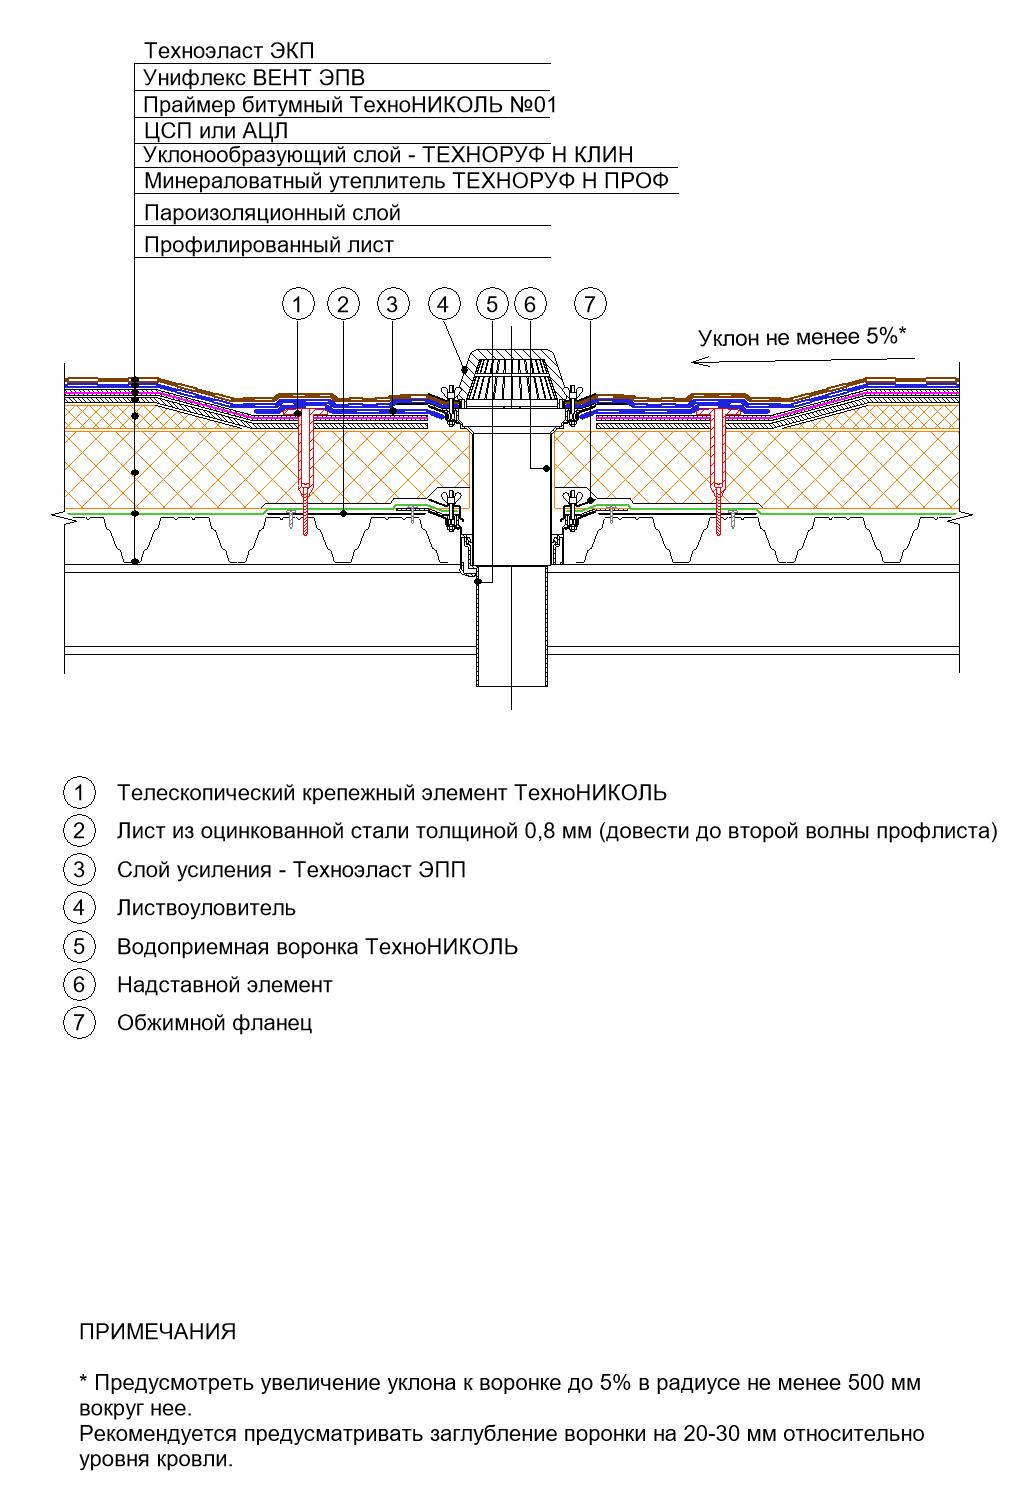 Техноэласт ЭКП
Унифлекс ВЕНТ ЭПВ
Праймер битумный ТехноНИКОЛЬ №01
ЦСП или АЦЛ
Уклонообразующий слой - ТЕХНОРУФ Н КЛИН
Минераловатный утеплитель ТЕХНОРУФ Н ПРОФ
Пароизоляционный слой
Профилированный лист
1 2 3 4 5 6 7
Уклон не менее 5%*
1 Телескопический крепежный элемент ТехноНИКОЛЬ
2 Лист из оцинкованной стали толщиной 0,8 мм (довести до второй волны профлиста)
3 Слой усиления - Техноэласт ЭПП
4 Листвоуловитель
5 Водоприемная воронка ТехноНИКОЛЬ
6 Надставной элемент
7 Обжимной фланец
ПРИМЕЧАНИЯ
* Предусмотреть увеличение уклона к воронке до 5% в радиусе не менее 500 мм
вокруг нее.
Рекомендуется предусматривать заглубление воронки на 20-30 мм относительно
уровня кровли.